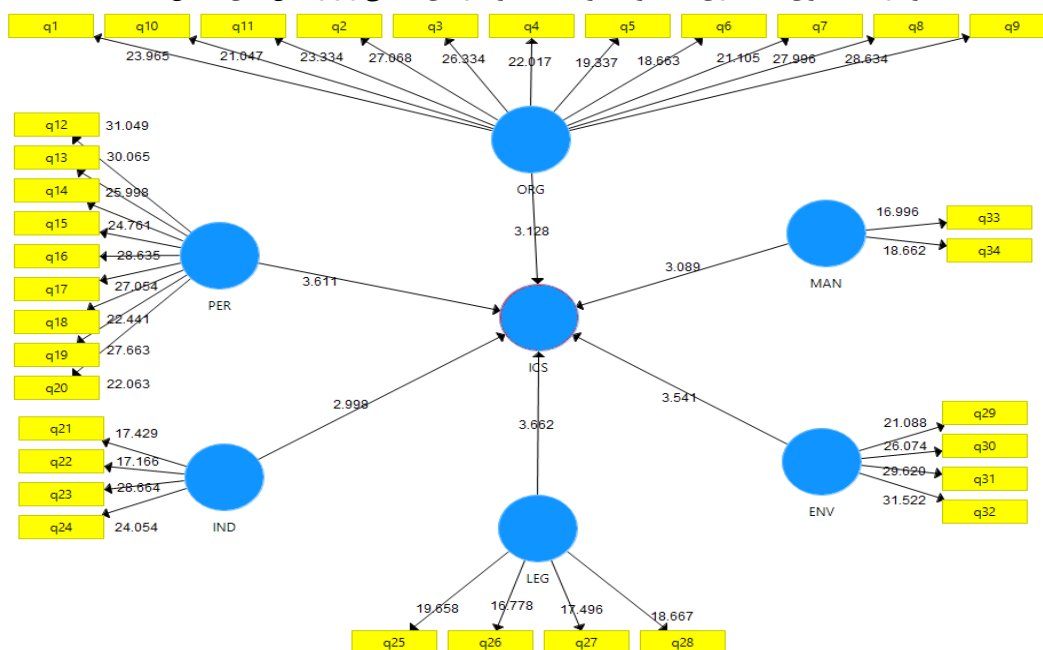 q1 q10 q11 q2 q3 q4 q5 q6 q7 q8 q9
23.965 21.047 23.334 27.068 26.334 22.017 19.337 18.663 21.105 27.996 28.634
ORG
q12 31.049
q13 30.065
q14 25.998
q15 24.761
q16 28.635
q17 27.054
q18 22.441
q19 27.663
q20 22.063
PER
3.128
3.611
3.089
MAN
16.996 q33
18.662 q34
ICS
2.998
3.662
3.541
q21 17.429
q22 17.166
q23 28.664
q24 24.054
IND
21.088 q29
26.074 q30
29.620 q31
31.522 q32
ENV
LEG
19.658 16.778 17.496 18.667
q25 q26 q27 q28